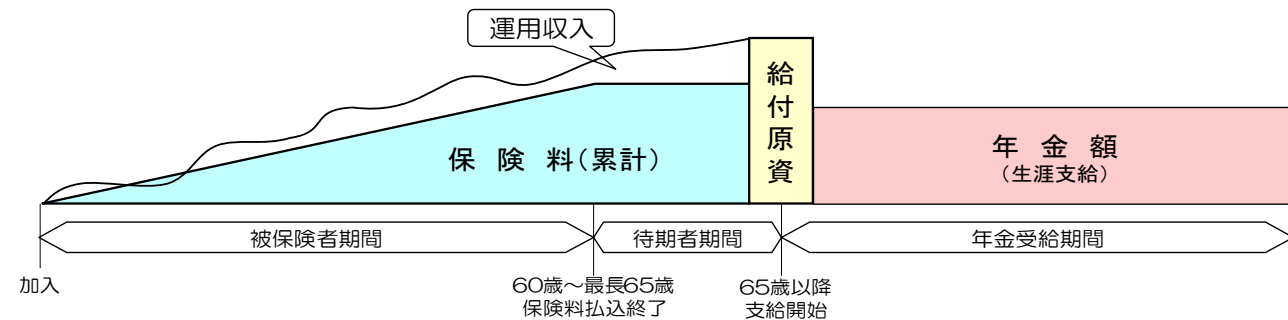 運用収入
給付原資
保険料(累計)
年金額
(生涯支給)
被保険者期間
待期者期間
年金受給期間
加入
60歳～最長65歳
保険料払込終了
65歳以降
支給開始